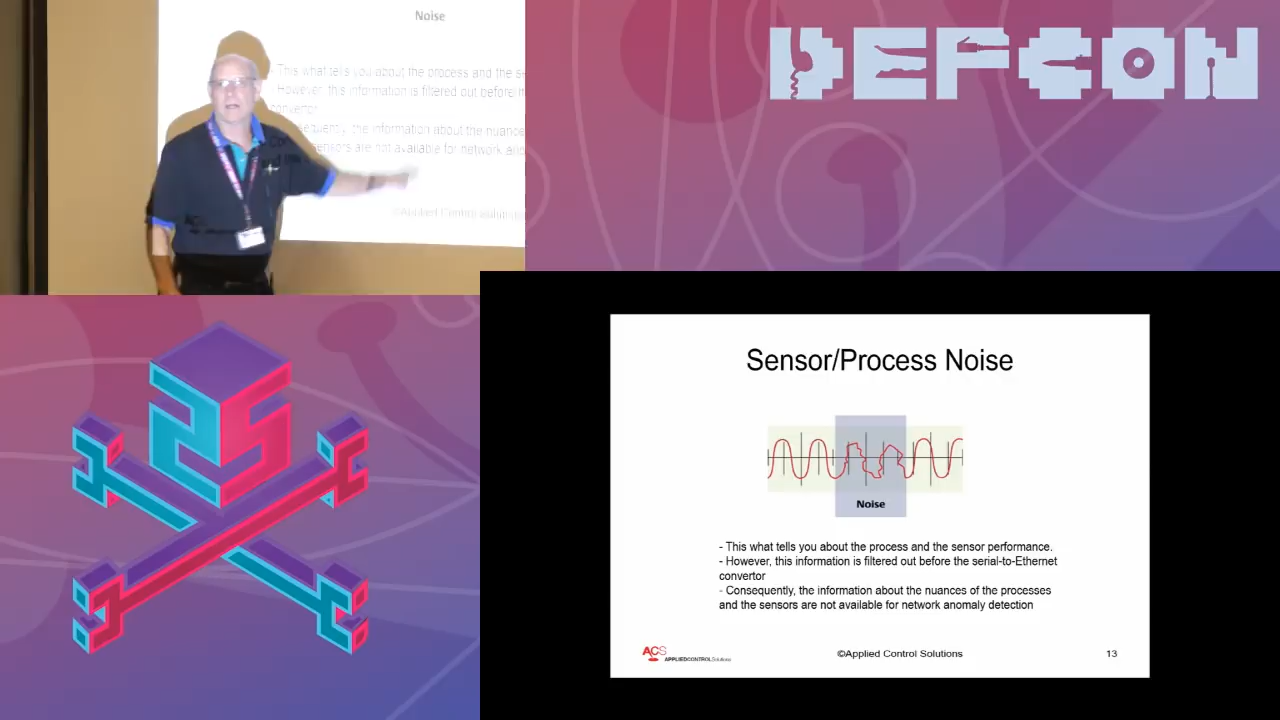 Noise
- This what tells you about the process and the s
- However, this information is filtered out before
convertor
sequently, the information about the nuances
sensors are not available for network
©Applied Control Solutions
DEFCON
Sensor/Process Noise
Noise
- This what tells you about the process and the sensor performance.
- However, this information is filtered out before the serial-to-Ethernet
convertor
- Consequently, the information about the nuances of the processes
and the sensors are not available for network anomaly detection
ACS APPLIEDCONTROLSolutions
©Applied Control Solutions
13